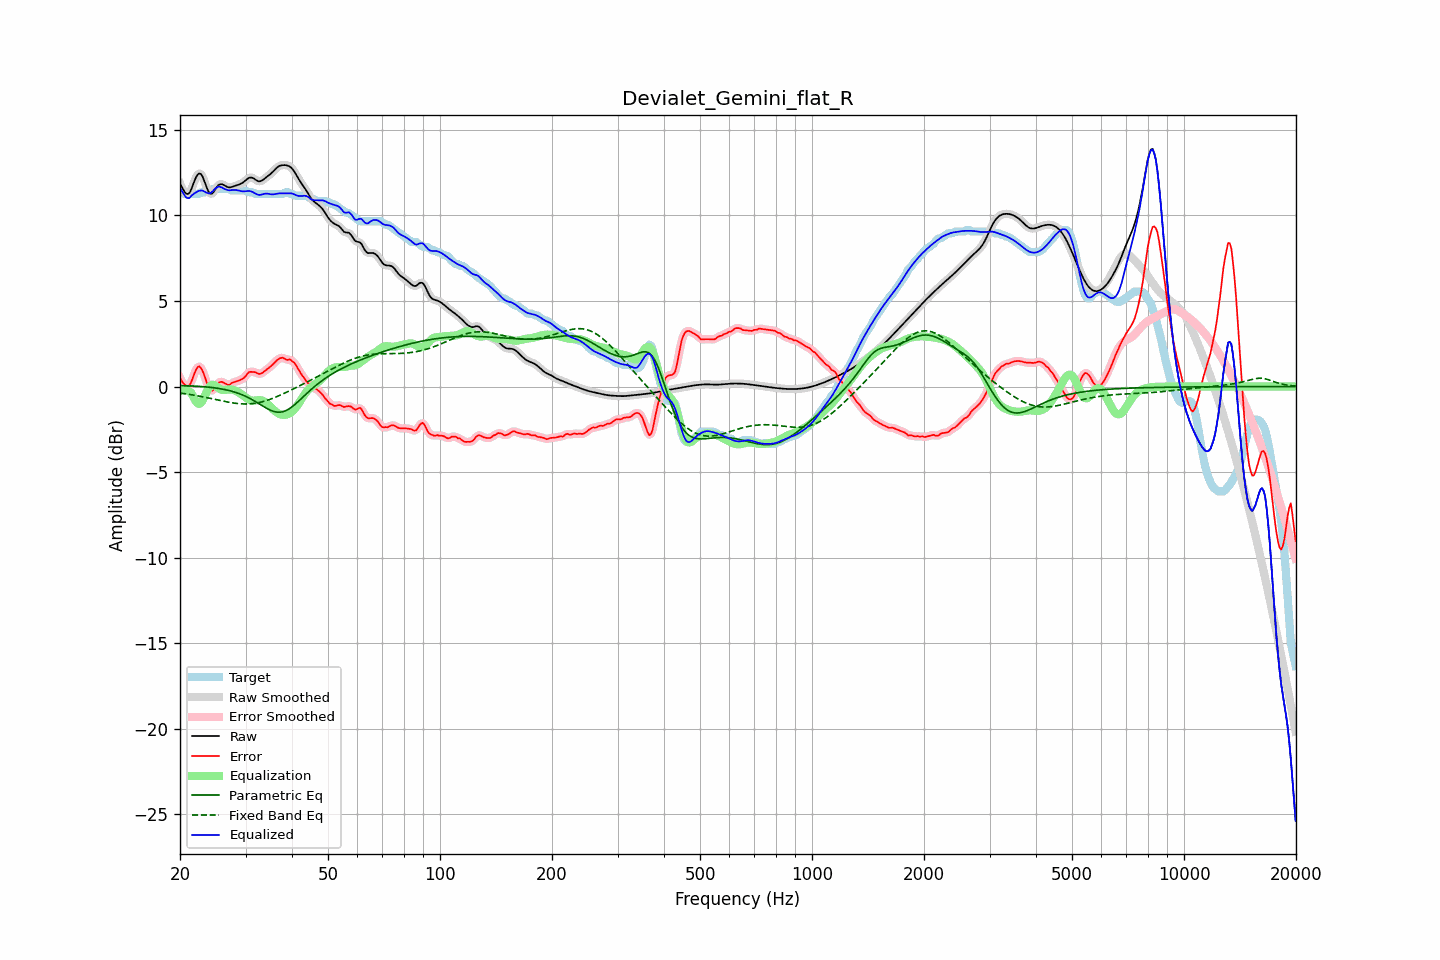 Devialet_Gemini_flat_R
Amplitude (dBr)
15
10
5
0
−5
−10
−15
−20
−25
Target
Raw Smoothed
Error Smoothed
Raw
Error
Equalization
Parametric Eq
Fixed Band Eq
Equalized
20 50 100 200 500 1000 2000 5000 10000 20000
Frequency (Hz)